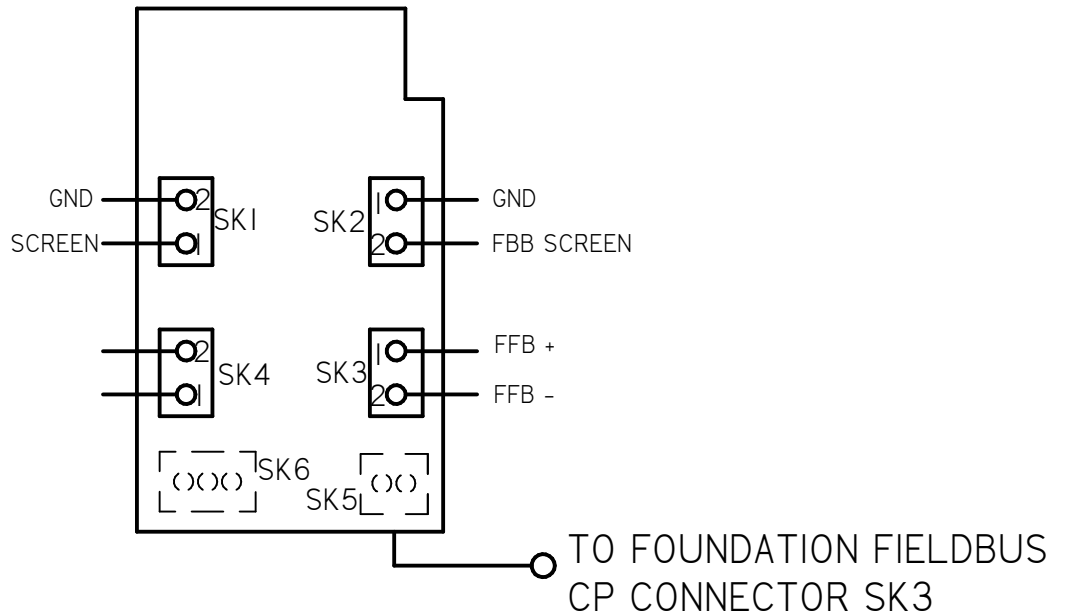 GND
2
SK1
SCREEN
1
1
GND
SK2
2
FBB SCREEN
2
SK4
1
1
FFB +
SK3
2
FFB -
SK6
SK5
TO FOUNDATION FIELDBUS
CP CONNECTOR SK3